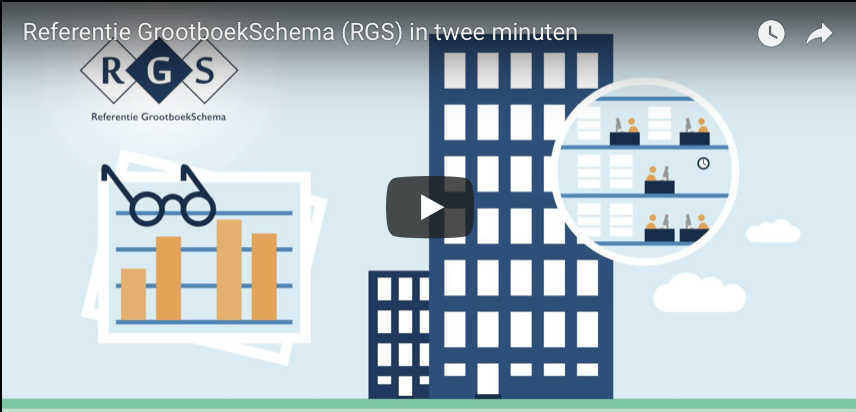 Referentie GrootboekSchema (RGS) in twee minuten
RGS
Referentie GrootboekSchema